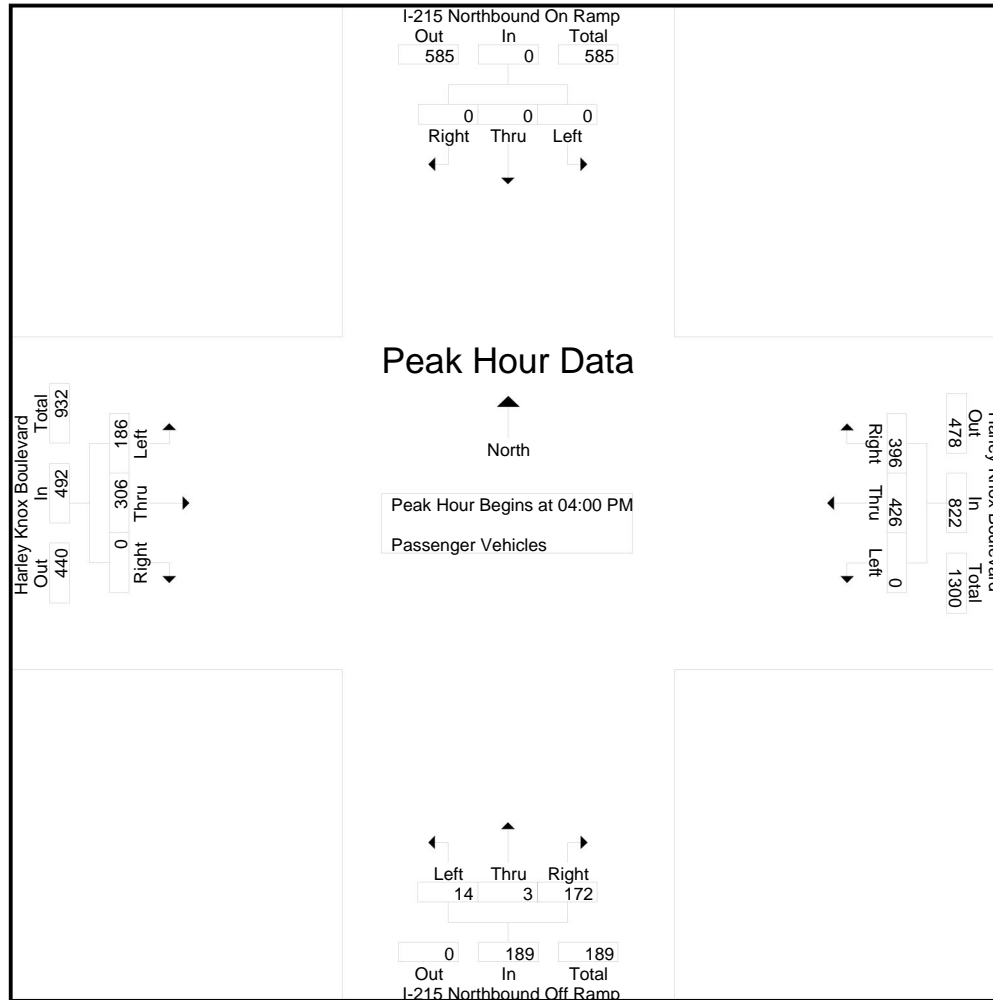 I-215 Northbound On Ramp
Out In Total
585 0 585
0 0 0
Right Thru Left
Peak Hour Data
North
Peak Hour Begins at 04:00 PM
Passenger Vehicles
Harley Knox Boulevard
Total In Out
932 492 440
186 306 0
Left Thru Right
Out In Total
478 822 1300
396 426 0
Right Thru Left
Left Thru Right
14 3 172
0 189 189
Out In Total
I-215 Northbound Off Ramp